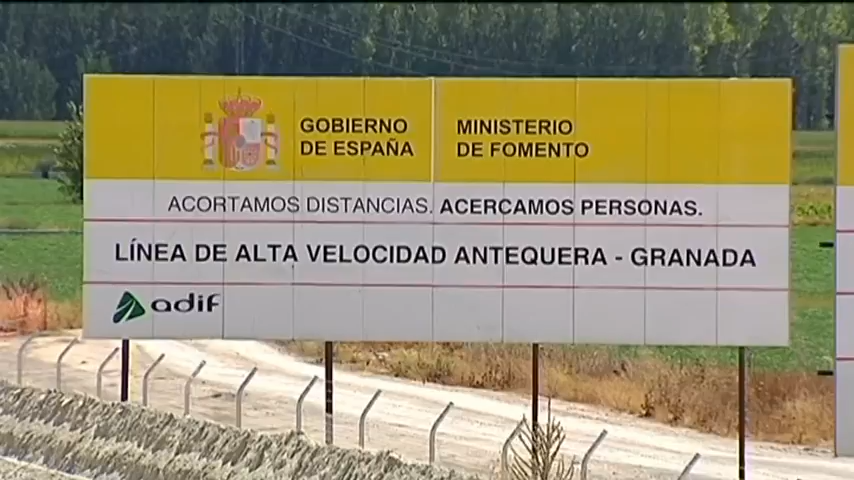 GOBIERNO
DE ESPAÑA
MINISTERIO
DE FOMENTO
ACORTAMOS DISTANCIAS. ACERCAMOS PERSONAS.
LÍNEA DE ALTA VELOCIDAD ANTEQUERA - GRANADA
adif